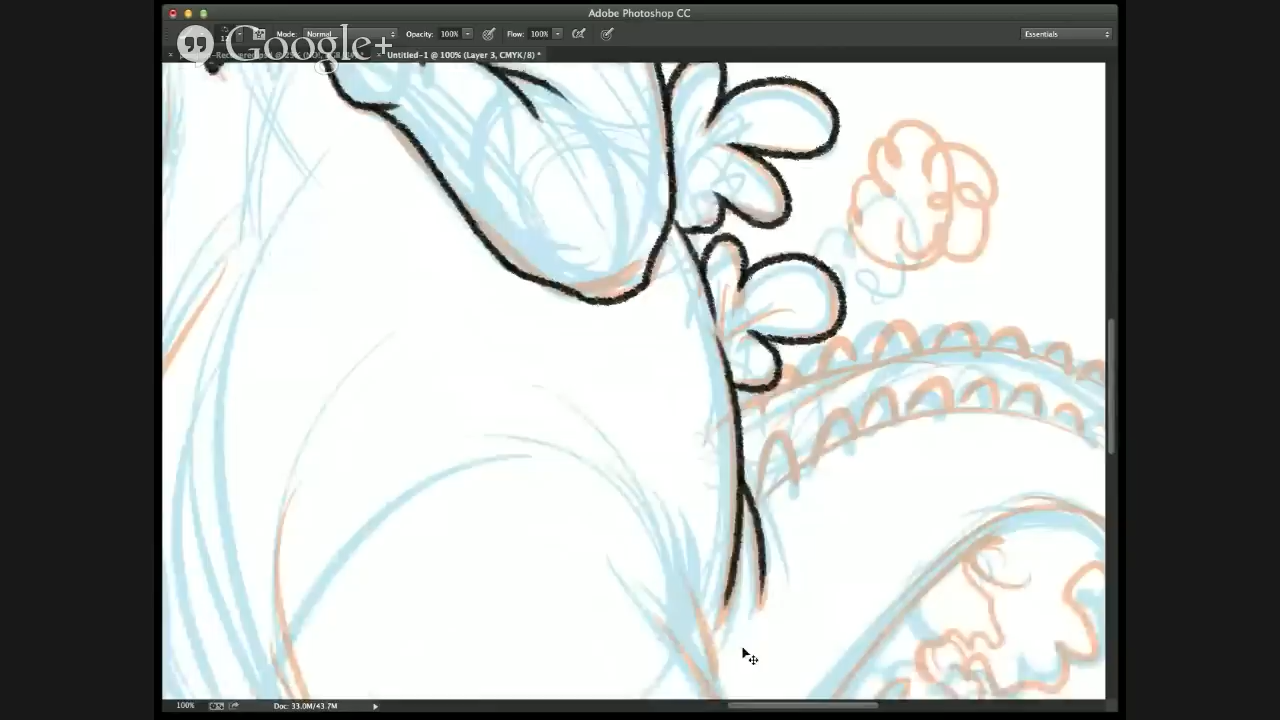 Adobe Photoshop CC
Mode: Normal Opacity: 100% Flow: 100% Essentials
Google+
Untitled-1 @ 100% (Layer 3, CMYK/8) *
100% Doc: 33.0M/43.7M